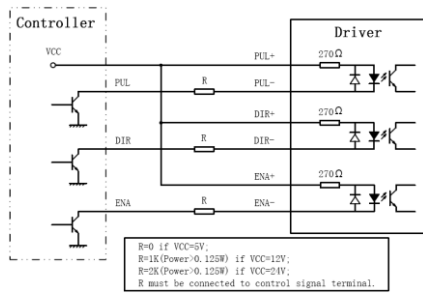 Controller
Driver
VCC
PUL+
270Ω
PUL
R
PUL-
DIR+
270Ω
DIR
R
DIR-
ENA+
270Ω
ENA
R
ENA-
R=0 if VCC=5V;
R=1K(Power>0.125W) if VCC=12V;
R=2K(Power>0.125W) if VCC=24V;
R must be connected to control signal terminal.